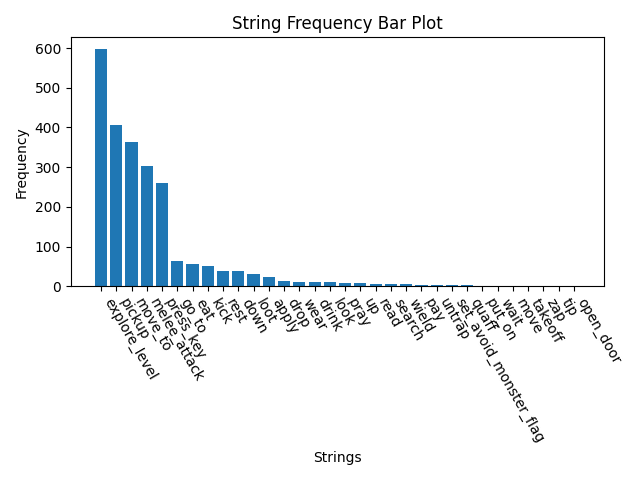 String Frequency Bar Plot
Frequency
600
500
400
300
200
100
0
explore_level
pickup
move_to
melee_attack
press_key
go_to
eat
kick
rest
down
loot
apply
drop
wear
drink
look
pray
up
read
search
wield
pay
untrap
set_avoid_monster_flag
quaff
put_on
wait
move
takeoff
zap
tip
open_door
Strings